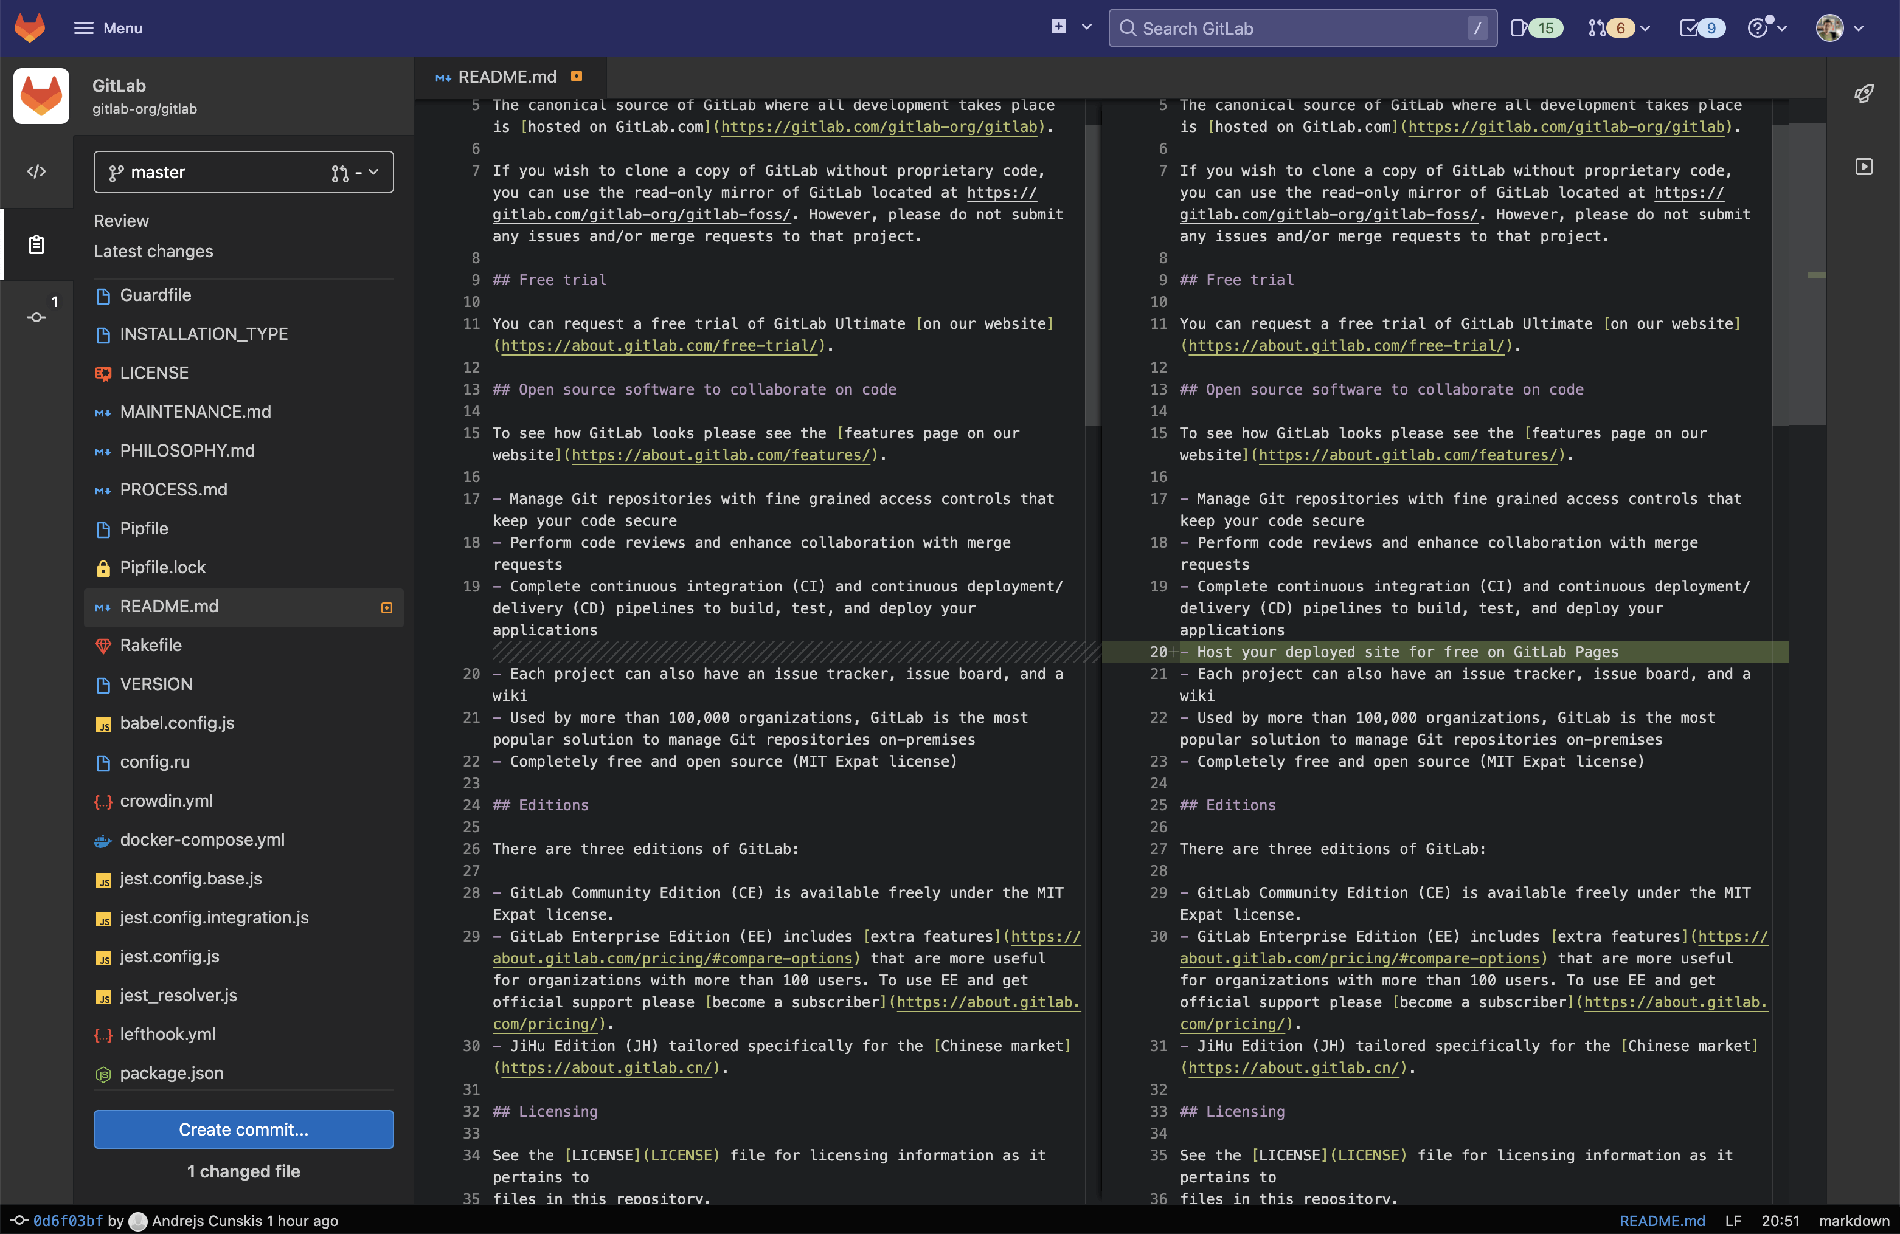 Menu
Search GitLab
/
15
6
9
GitLab
gitlab-org/gitlab
master
-
Review
Latest changes
1
Guardfile
INSTALLATION_TYPE
LICENSE
MAINTENANCE.md
PHILOSOPHY.md
PROCESS.md
Pipfile
Pipfile.lock
README.md
Rakefile
VERSION
babel.config.js
config.ru
crowdin.yml
docker-compose.yml
jest.config.base.js
jest.config.integration.js
jest.config.js
jest_resolver.js
lefthook.yml
package.json
Create commit...
1 changed file
README.md
5 The canonical source of GitLab where all development takes place
is [hosted on GitLab.com](https://gitlab.com/gitlab-org/gitlab).
6
7 If you wish to clone a copy of GitLab without proprietary code,
you can use the read-only mirror of GitLab located at https://
gitlab.com/gitlab-org/gitlab-foss/. However, please do not submit
any issues and/or merge requests to that project.
8
9 ## Free trial
10
11 You can request a free trial of GitLab Ultimate [on our website]
(https://about.gitlab.com/free-trial/).
12
13 ## Open source software to collaborate on code
14
15 To see how GitLab looks please see the [features page on our
website](https://about.gitlab.com/features/).
16
17 - Manage Git repositories with fine grained access controls that
keep your code secure
18 - Perform code reviews and enhance collaboration with merge
requests
19 - Complete continuous integration (CI) and continuous deployment/
delivery (CD) pipelines to build, test, and deploy your
applications
20 - Each project can also have an issue tracker, issue board, and a
wiki
21 - Used by more than 100,000 organizations, GitLab is the most
popular solution to manage Git repositories on-premises
22 - Completely free and open source (MIT Expat license)
23
24 ## Editions
25
26 There are three editions of GitLab:
27
28 - GitLab Community Edition (CE) is available freely under the MIT
Expat license.
29 - GitLab Enterprise Edition (EE) includes [extra features](https://
about.gitlab.com/pricing/#compare-options) that are more useful
for organizations with more than 100 users. To use EE and get
official support please [become a subscriber](https://about.gitlab.
com/pricing/).
30 - JiHu Edition (JH) tailored specifically for the [Chinese market]
(https://about.gitlab.cn/).
31
32 ## Licensing
33
34 See the [LICENSE](LICENSE) file for licensing information as it
pertains to
35 files in this repository.
5 The canonical source of GitLab where all development takes place
is [hosted on GitLab.com](https://gitlab.com/gitlab-org/gitlab).
6
7 If you wish to clone a copy of GitLab without proprietary code,
you can use the read-only mirror of GitLab located at https://
gitlab.com/gitlab-org/gitlab-foss/. However, please do not submit
any issues and/or merge requests to that project.
8
9 ## Free trial
10
11 You can request a free trial of GitLab Ultimate [on our website]
(https://about.gitlab.com/free-trial/).
12
13 ## Open source software to collaborate on code
14
15 To see how GitLab looks please see the [features page on our
website](https://about.gitlab.com/features/).
16
17 - Manage Git repositories with fine grained access controls that
keep your code secure
18 - Perform code reviews and enhance collaboration with merge
requests
19 - Complete continuous integration (CI) and continuous deployment/
delivery (CD) pipelines to build, test, and deploy your
applications
20+ - Host your deployed site for free on GitLab Pages
21 - Each project can also have an issue tracker, issue board, and a
wiki
22 - Used by more than 100,000 organizations, GitLab is the most
popular solution to manage Git repositories on-premises
23 - Completely free and open source (MIT Expat license)
24
25 ## Editions
26
27 There are three editions of GitLab:
28
29 - GitLab Community Edition (CE) is available freely under the MIT
Expat license.
30 - GitLab Enterprise Edition (EE) includes [extra features](https://
about.gitlab.com/pricing/#compare-options) that are more useful
for organizations with more than 100 users. To use EE and get
official support please [become a subscriber](https://about.gitlab.
com/pricing/).
31 - JiHu Edition (JH) tailored specifically for the [Chinese market]
(https://about.gitlab.cn/).
32
33 ## Licensing
34
35 See the [LICENSE](LICENSE) file for licensing information as it
pertains to
36 files in this repository.
0d6f03bf by Andrejs Cunskis 1 hour ago
README.md LF 20:51 markdown